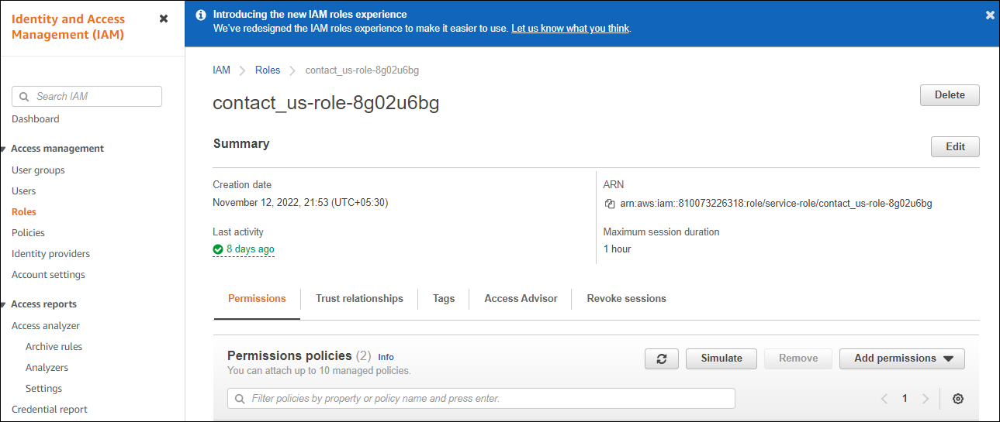 Identity and Access
Management (IAM)
Search IAM
Dashboard
Access management
User groups
Users
Roles
Policies
Identity providers
Account settings
Access reports
Access analyzer
Archive rules
Analyzers
Settings
Credential report
Introducing the new IAM roles experience
We've redesigned the IAM roles experience to make it easier to use. Let us know what you think.
IAM Roles contact_us-role-8g02u6bg
contact_us-role-8g02u6bg
Delete
Summary
Edit
Creation date
November 12, 2022, 21:53 (UTC+05:30)
Last activity
8 days ago
ARN
arn:aws:iam::810073226318:role/service-role/contact_us-role-8g02u6bg
Maximum session duration
1 hour
Permissions Trust relationships Tags Access Advisor Revoke sessions
Permissions policies (2) Info
You can attach up to 10 managed policies.
Simulate Remove Add permissions
Filter policies by property or policy name and press enter.
1